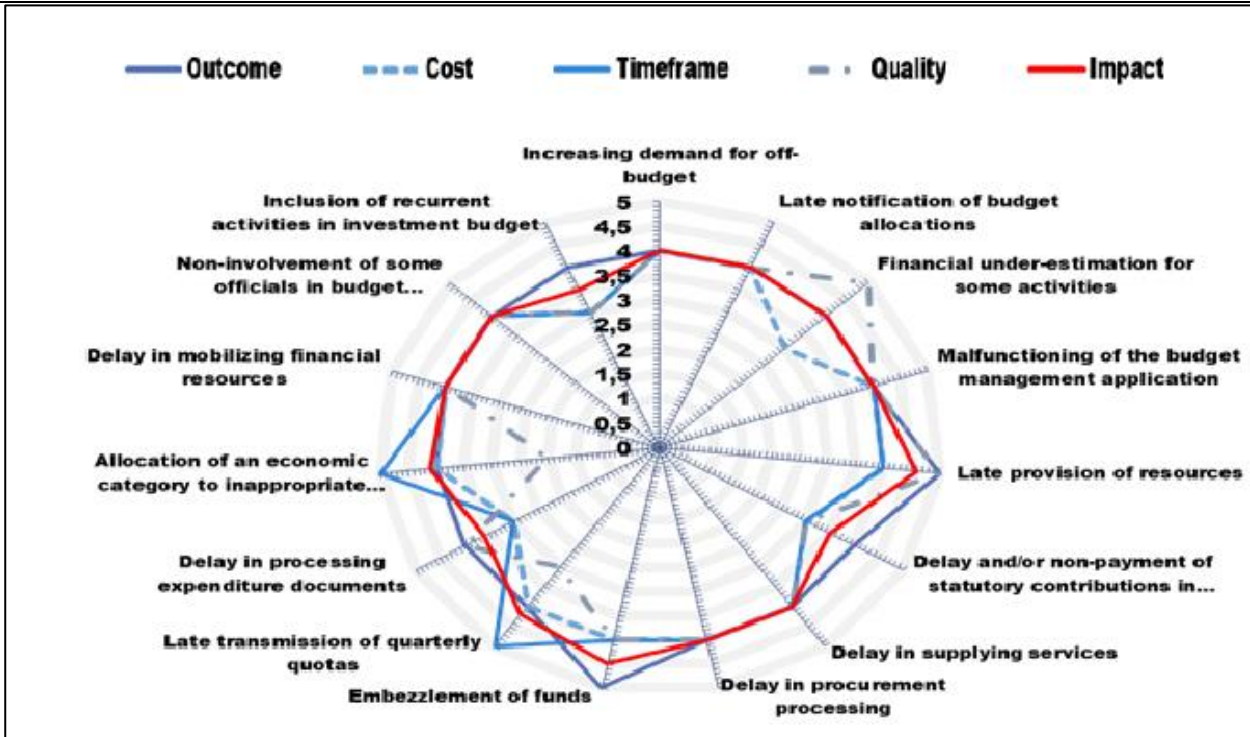 Outcome Cost Timeframe Quality Impact
Increasing demand for off-
budget
Late notification of budget
allocations
Financial under-estimation for
some activities
Malfunctioning of the budget
management application
Late provision of resources
Delay and/or non-payment of
statutory contributions in...
Delay in supplying services
Delay in procurement
processing
Embezzlement of funds
Late transmission of quarterly
quotas
Delay in processing
expenditure documents
Allocation of an economic
category to inappropriate...
Delay in mobilizing financial
resources
Non-involvement of some
officials in budget...
Inclusion of recurrent
activities in investment budget
5
4,5
4
3,5
3
2,5
2
1,5
1
0,5
0